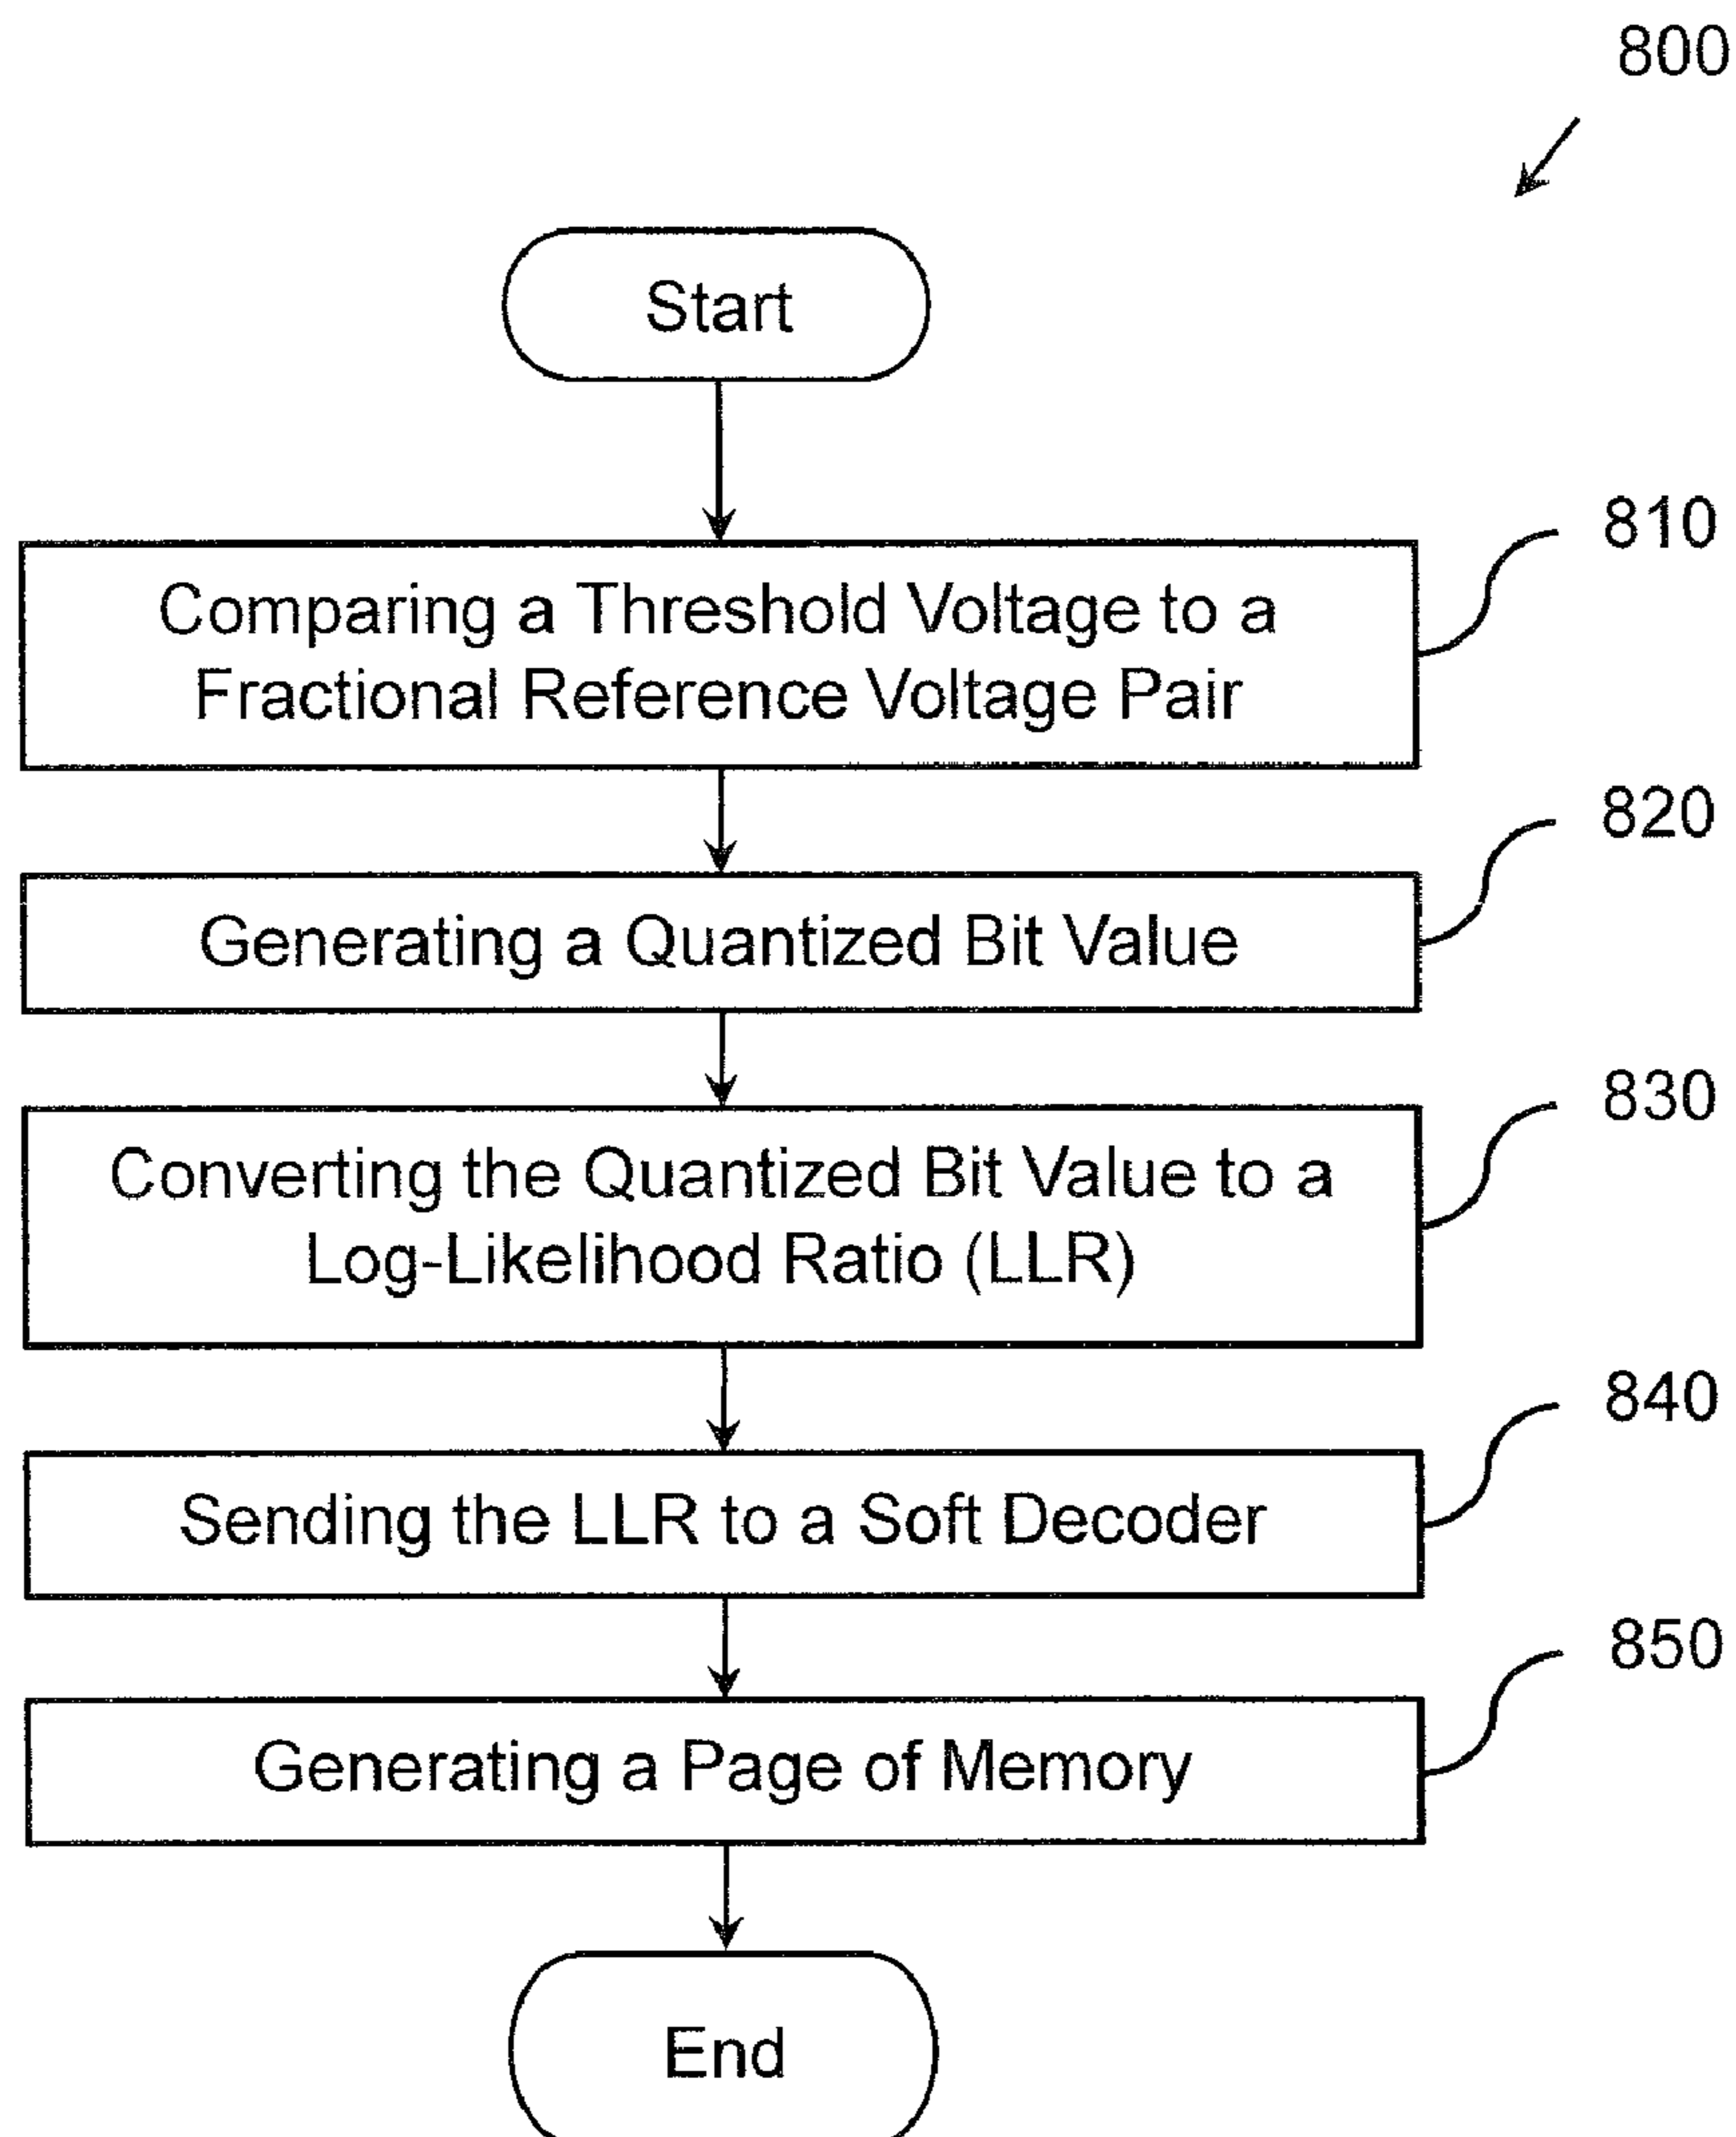 800
Start
810
Comparing a Threshold Voltage to a
Fractional Reference Voltage Pair
820
Generating a Quantized Bit Value
830
Converting the Quantized Bit Value to a
Log-Likelihood Ratio (LLR)
840
Sending the LLR to a Soft Decoder
850
Generating a Page of Memory
End